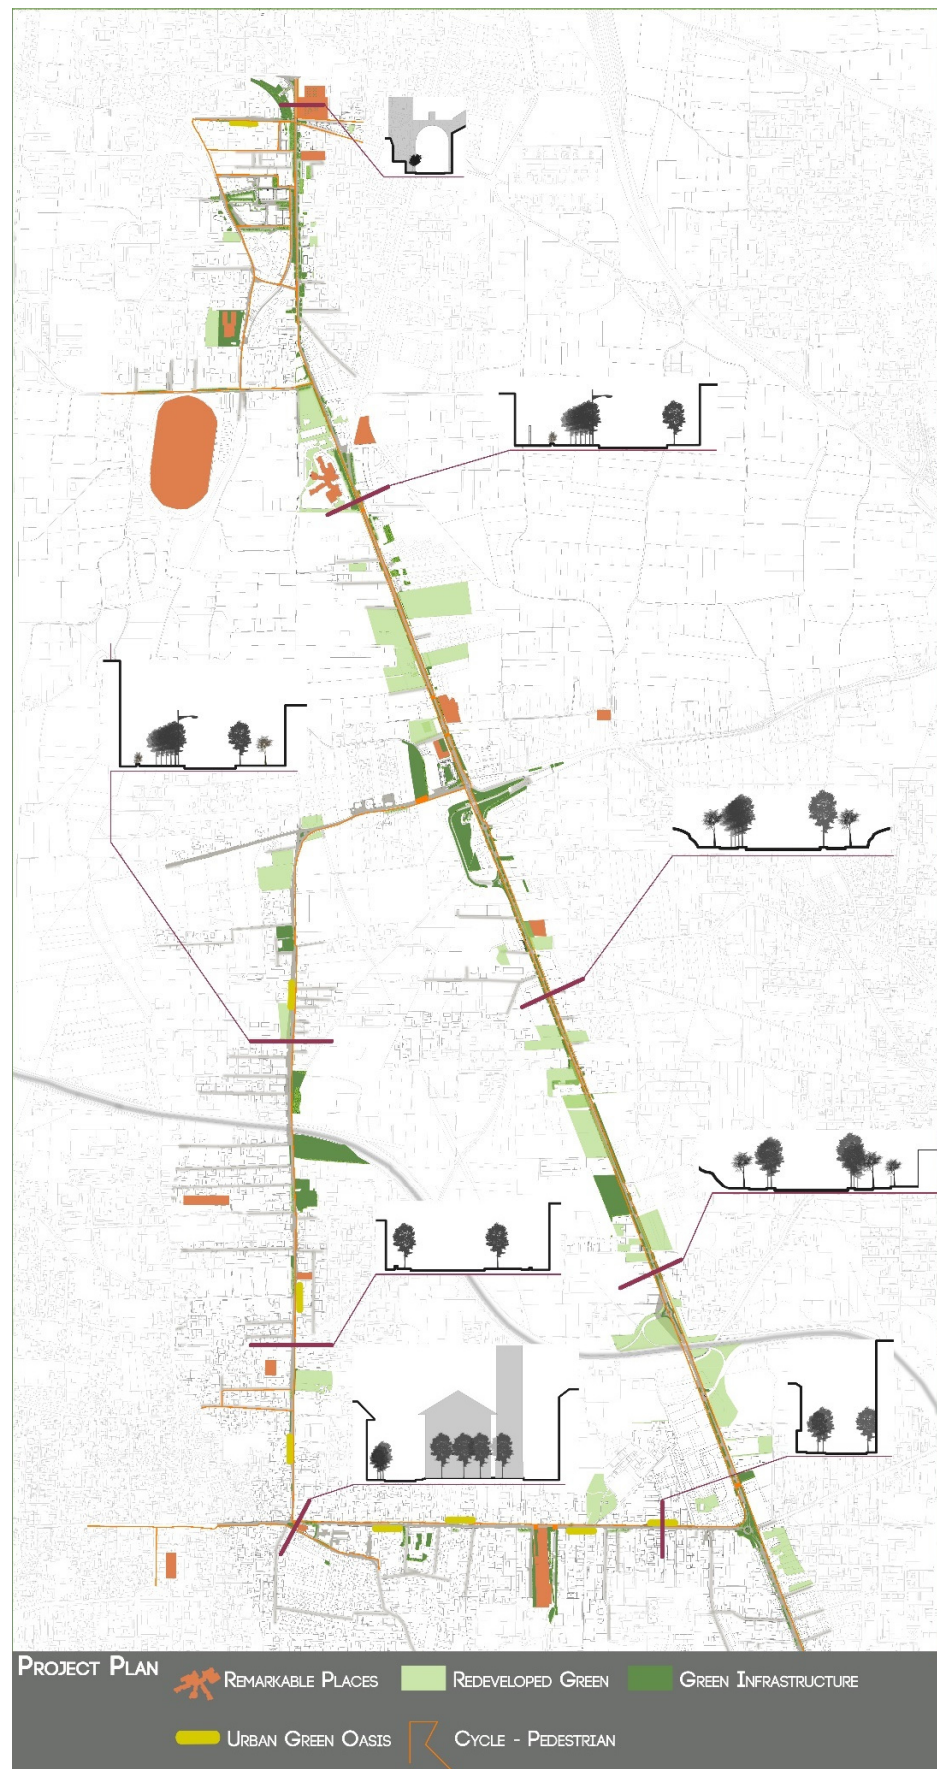 PROJECT PLAN
REMARKABLE PLACES
REDEVELOPED GREEN
GREEN INFRASTRUCTURE
URBAN GREEN OASIS
CYCLE - PEDESTRIAN